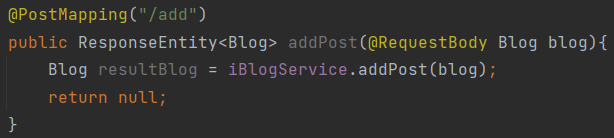 @PostMapping("/add")
public ResponseEntity<Blog> addPost(@RequestBody Blog blog){
    Blog resultBlog = iBlogService.addPost(blog);
    return null;
}